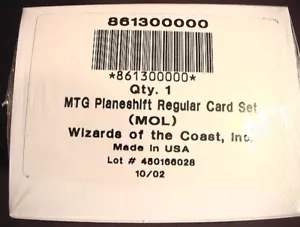 861300000
*861300000*
Qty. 1
MTG Planeshift Regular Card Set
(MOL)
Wizards of the Coast, Inc.
Made in USA
Lot # 450166028
10/02